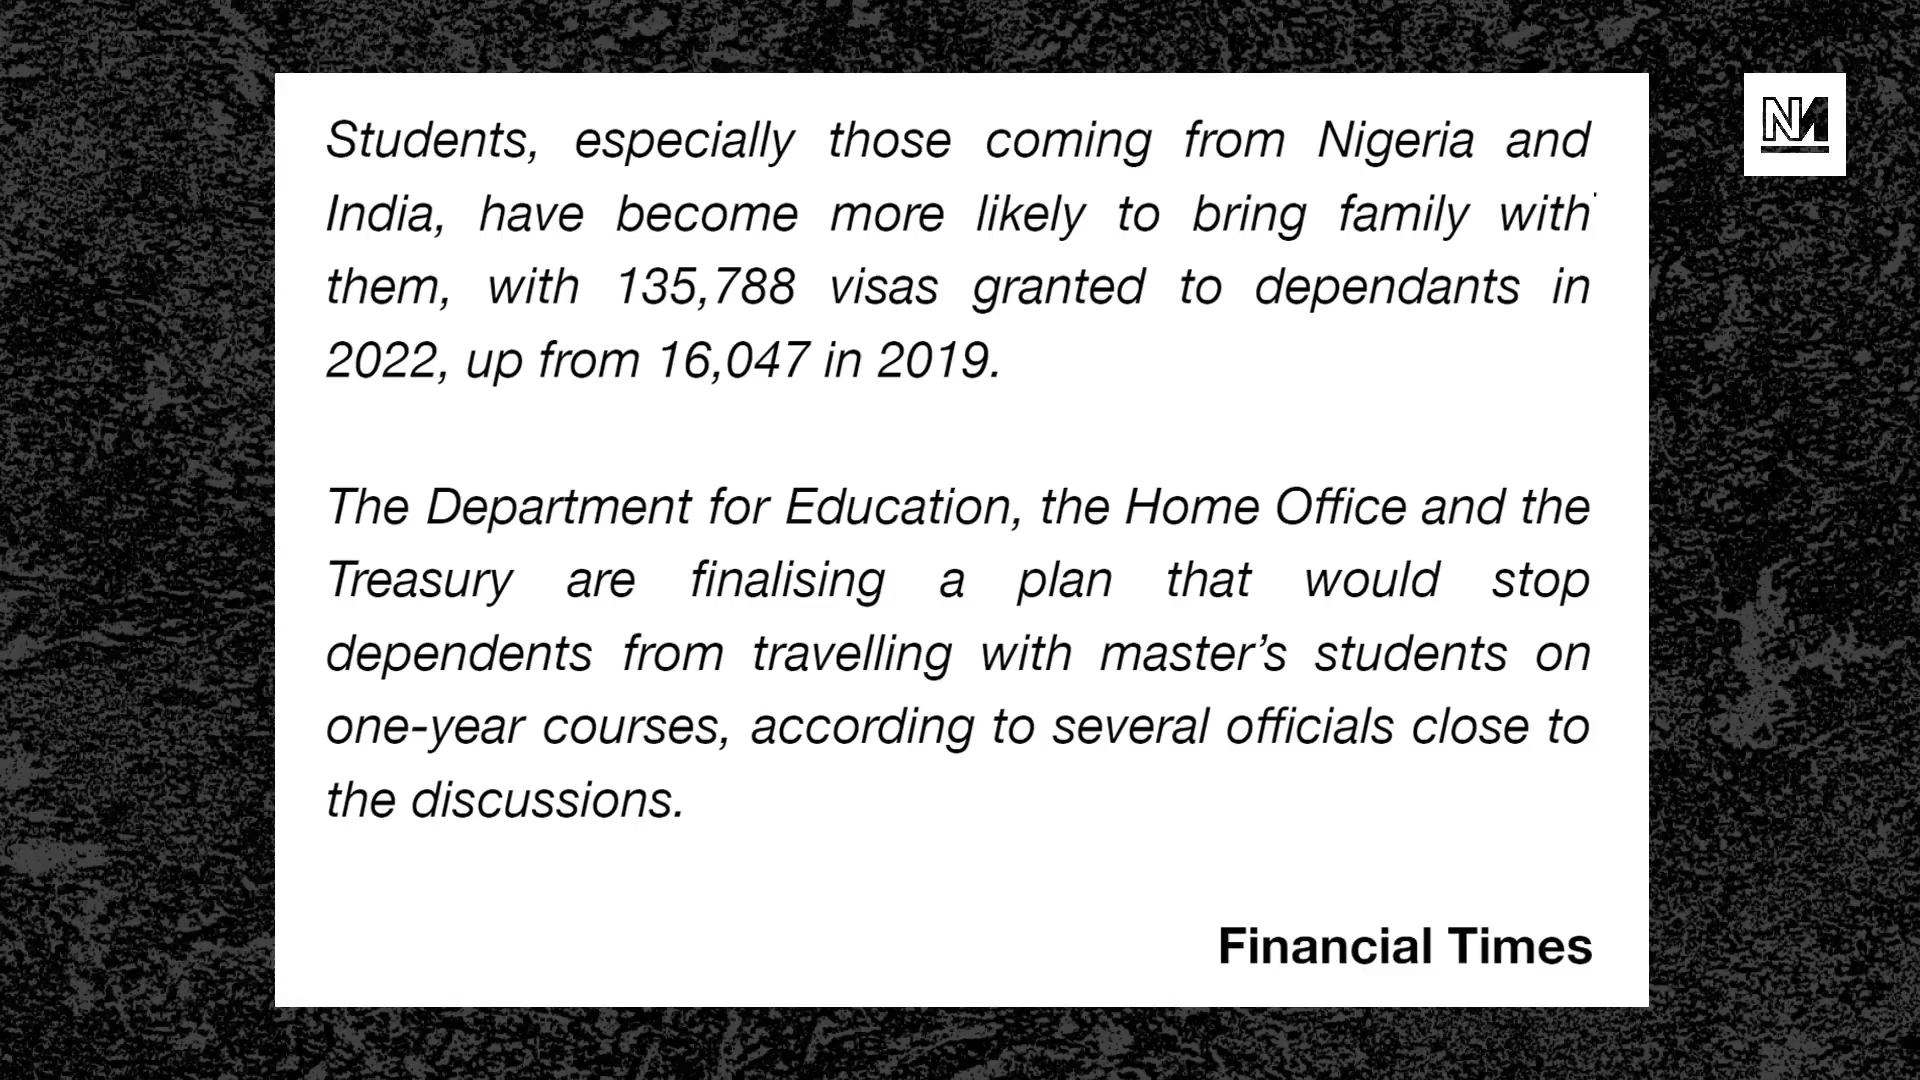 Students, especially those coming from Nigeria and
India, have become more likely to bring family with
them, with 135,788 visas granted to dependants in
2022, up from 16,047 in 2019.
The Department for Education, the Home Office and the
Treasury are finalising a plan that would stop
dependents from travelling with master’s students on
one-year courses, according to several officials close to
the discussions.
Financial Times
NM